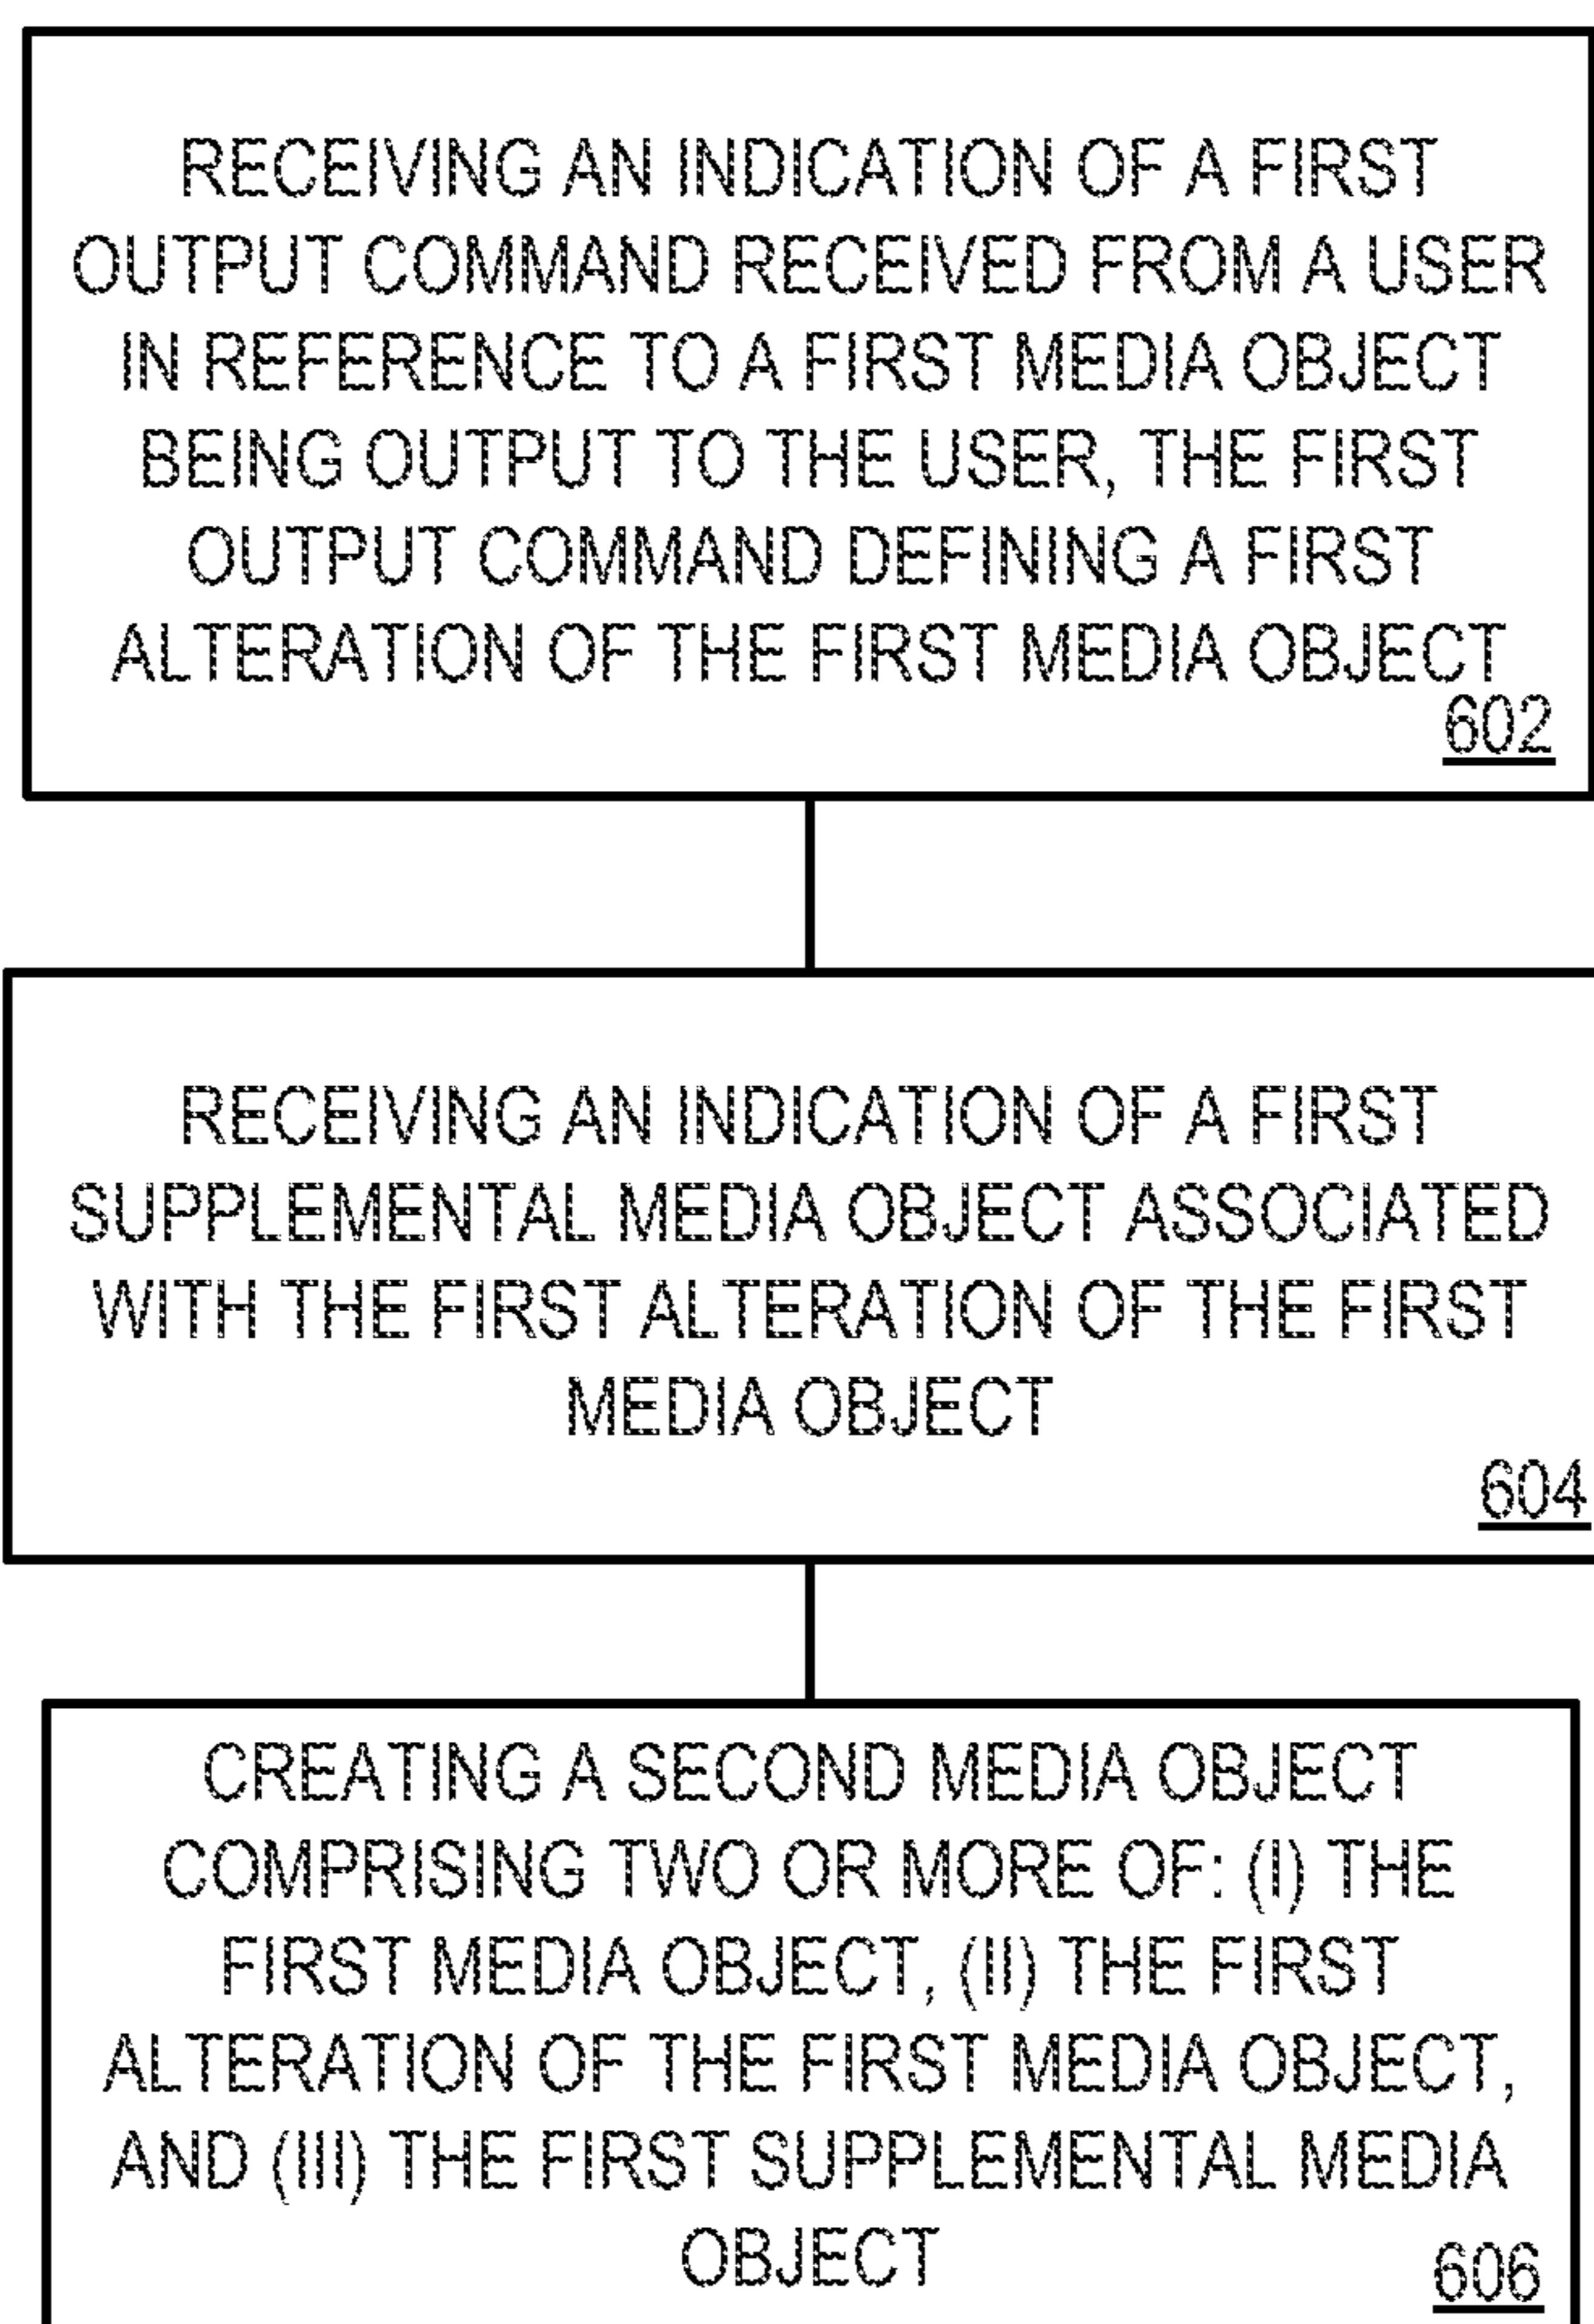 RECEIVING AN INDICATION OF A FIRST
OUTPUT COMMAND RECEIVED FROM A USER
IN REFERENCE TO A FIRST MEDIA OBJECT
BEING OUTPUT TO THE USER, THE FIRST
OUTPUT COMMAND DEFINING A FIRST
ALTERATION OF THE FIRST MEDIA OBJECT
602
RECEIVING AN INDICATION OF A FIRST
SUPPLEMENTAL MEDIA OBJECT ASSOCIATED
WITH THE FIRST ALTERATION OF THE FIRST
MEDIA OBJECT
604
CREATING A SECOND MEDIA OBJECT
COMPRISING TWO OR MORE OF: (I) THE
FIRST MEDIA OBJECT, (II) THE FIRST
ALTERATION OF THE FIRST MEDIA OBJECT,
AND (III) THE FIRST SUPPLEMENTAL MEDIA
OBJECT
606